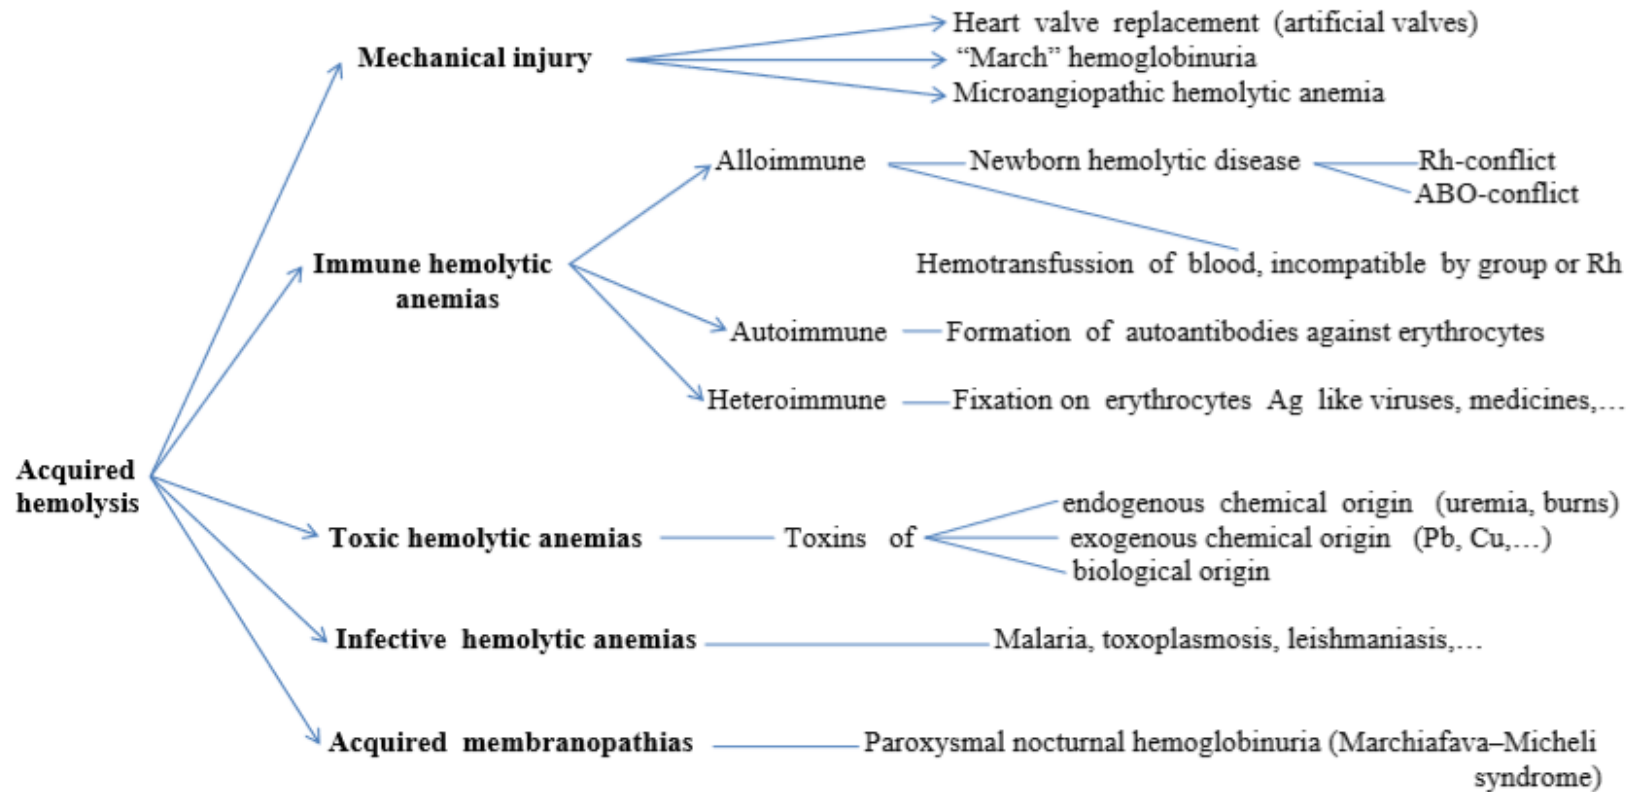 Heart valve replacement (artificial valves)
Mechanical injury
“March” hemoglobinuria
Microangiopathic hemolytic anemia
Alloimmune
Newborn hemolytic disease
Rh-conflict
ABO-conflict
Immune hemolytic
anemias
Hemotransfussion of blood, incompatible by group or Rh
Autoimmune
Formation of autoantibodies against erythrocytes
Heteroimmune
Fixation on erythrocytes Ag like viruses, medicines,…
Acquired
hemolysis
Toxic hemolytic anemias
Toxins of
endogenous chemical origin (uremia, burns)
exogenous chemical origin (Pb, Cu,…)
biological origin
Infective hemolytic anemias
Malaria, toxoplasmosis, leishmaniasis,…
Acquired membranopathias
Paroxysmal nocturnal hemoglobinuria (Marchiafava–Micheli
syndrome)